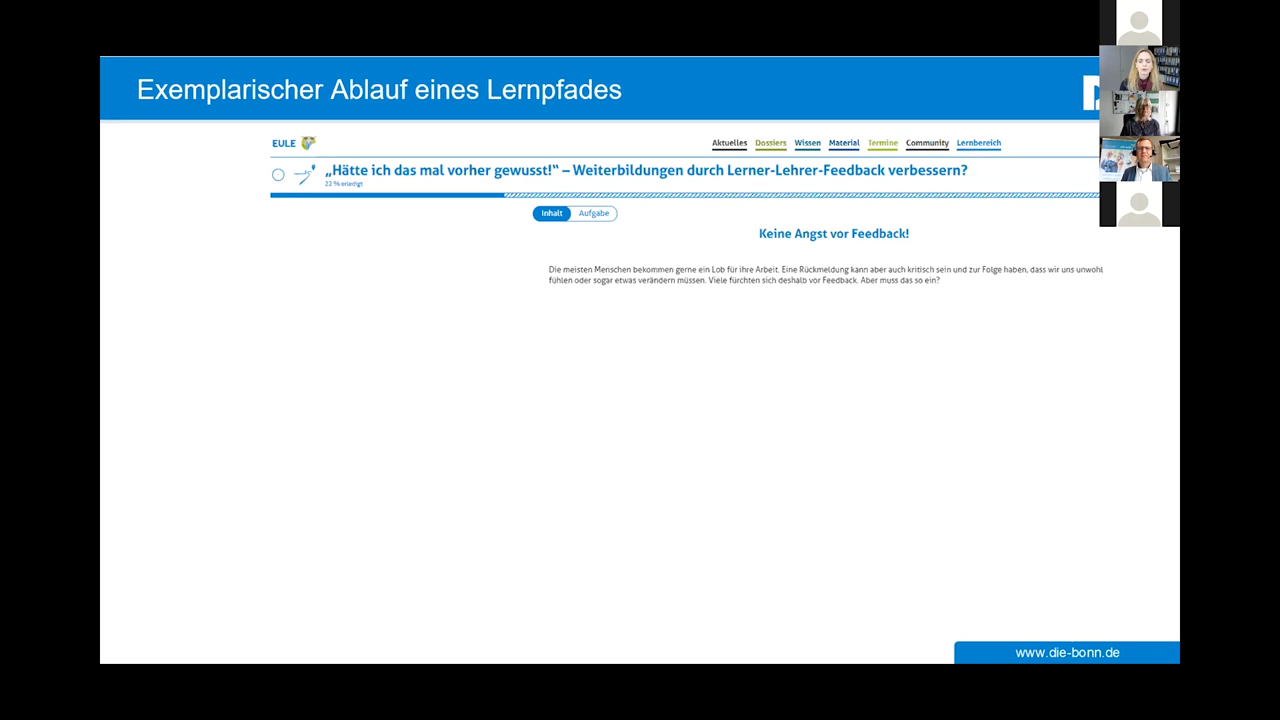 Exemplarischer Ablauf eines Lernpfades
EULE
Aktuelles Dossiers Wissen Material Termine Community Lernbereich
„Hätte ich das mal vorher gewusst!“ – Weiterbildungen durch Lerner-Lehrer-Feedback verbessern?
22 % erledigt
Inhalt Aufgabe
Keine Angst vor Feedback!
Die meisten Menschen bekommen gerne ein Lob für ihre Arbeit. Eine Rückmeldung kann aber auch kritisch sein und zur Folge haben, dass wir uns unwohl
fühlen oder sogar etwas verändern müssen. Viele fürchten sich deshalb vor Feedback. Aber muss das so ein?
www.die-bonn.de